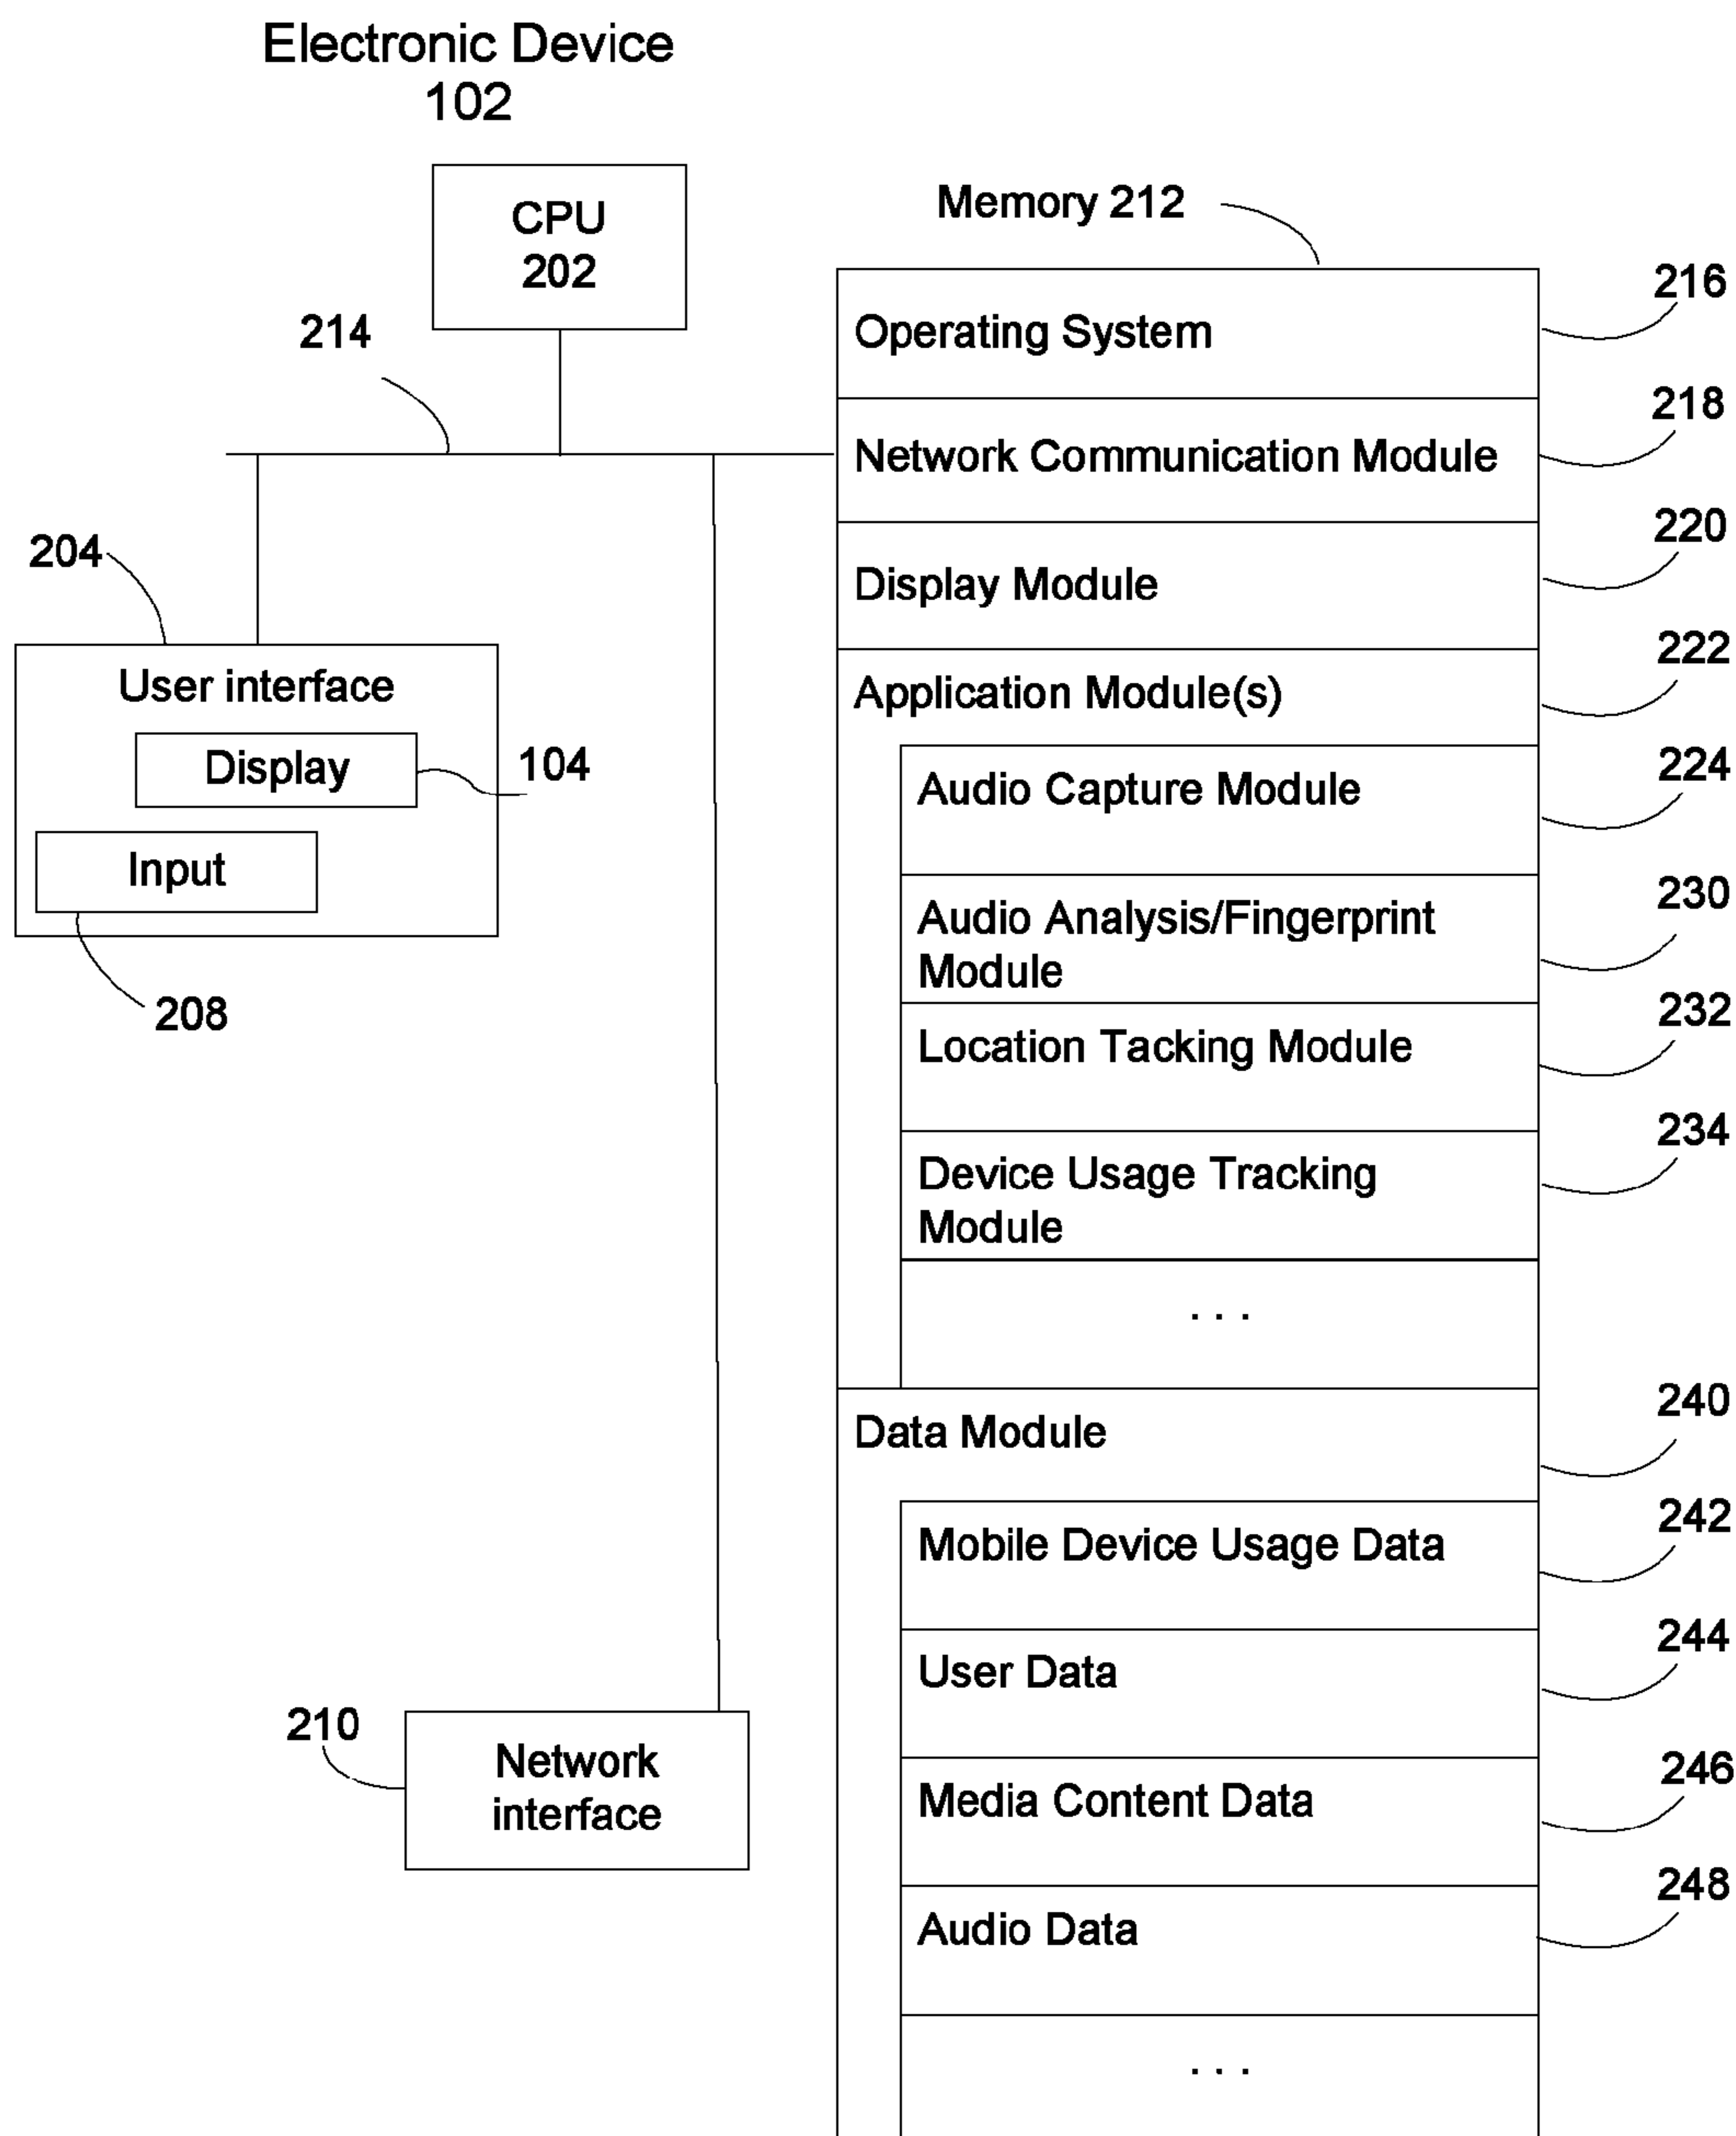 Electronic Device
102
CPU
202
Memory 212
214
204
User interface
Display
104
Input
208
210
Network
interface
Operating System
216
Network Communication Module
218
Display Module
220
Application Module(s)
222
Audio Capture Module
224
Audio Analysis/Fingerprint
Module
230
Location Tacking Module
232
Device Usage Tracking
Module
234
. . .
Data Module
240
Mobile Device Usage Data
242
User Data
244
Media Content Data
246
Audio Data
248
. . .